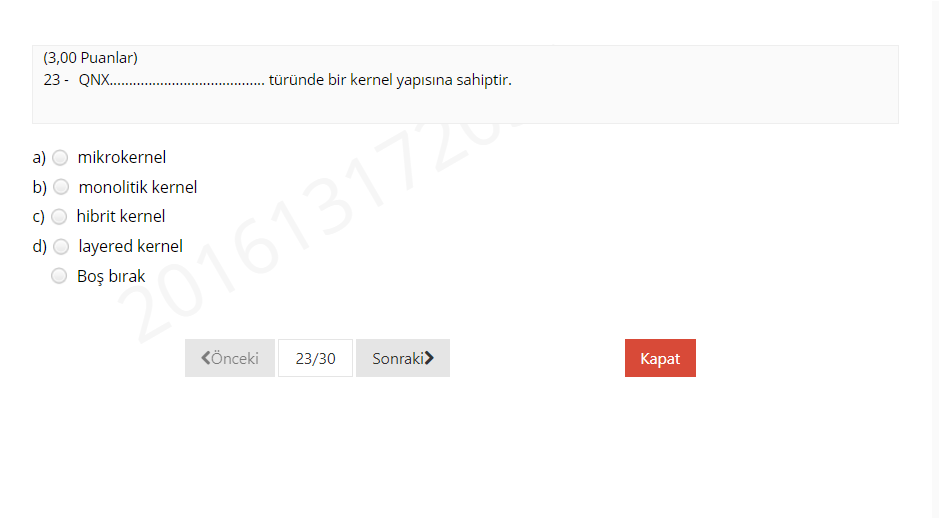 (3,00 Puanlar)
23 - QNX....................................... türünde bir kernel yapısına sahiptir.
a) mikrokernel
b) monolitik kernel
c) hibrit kernel
d) layered kernel
Boş bırak
201613172
Önceki 23/30 Sonraki Kapat